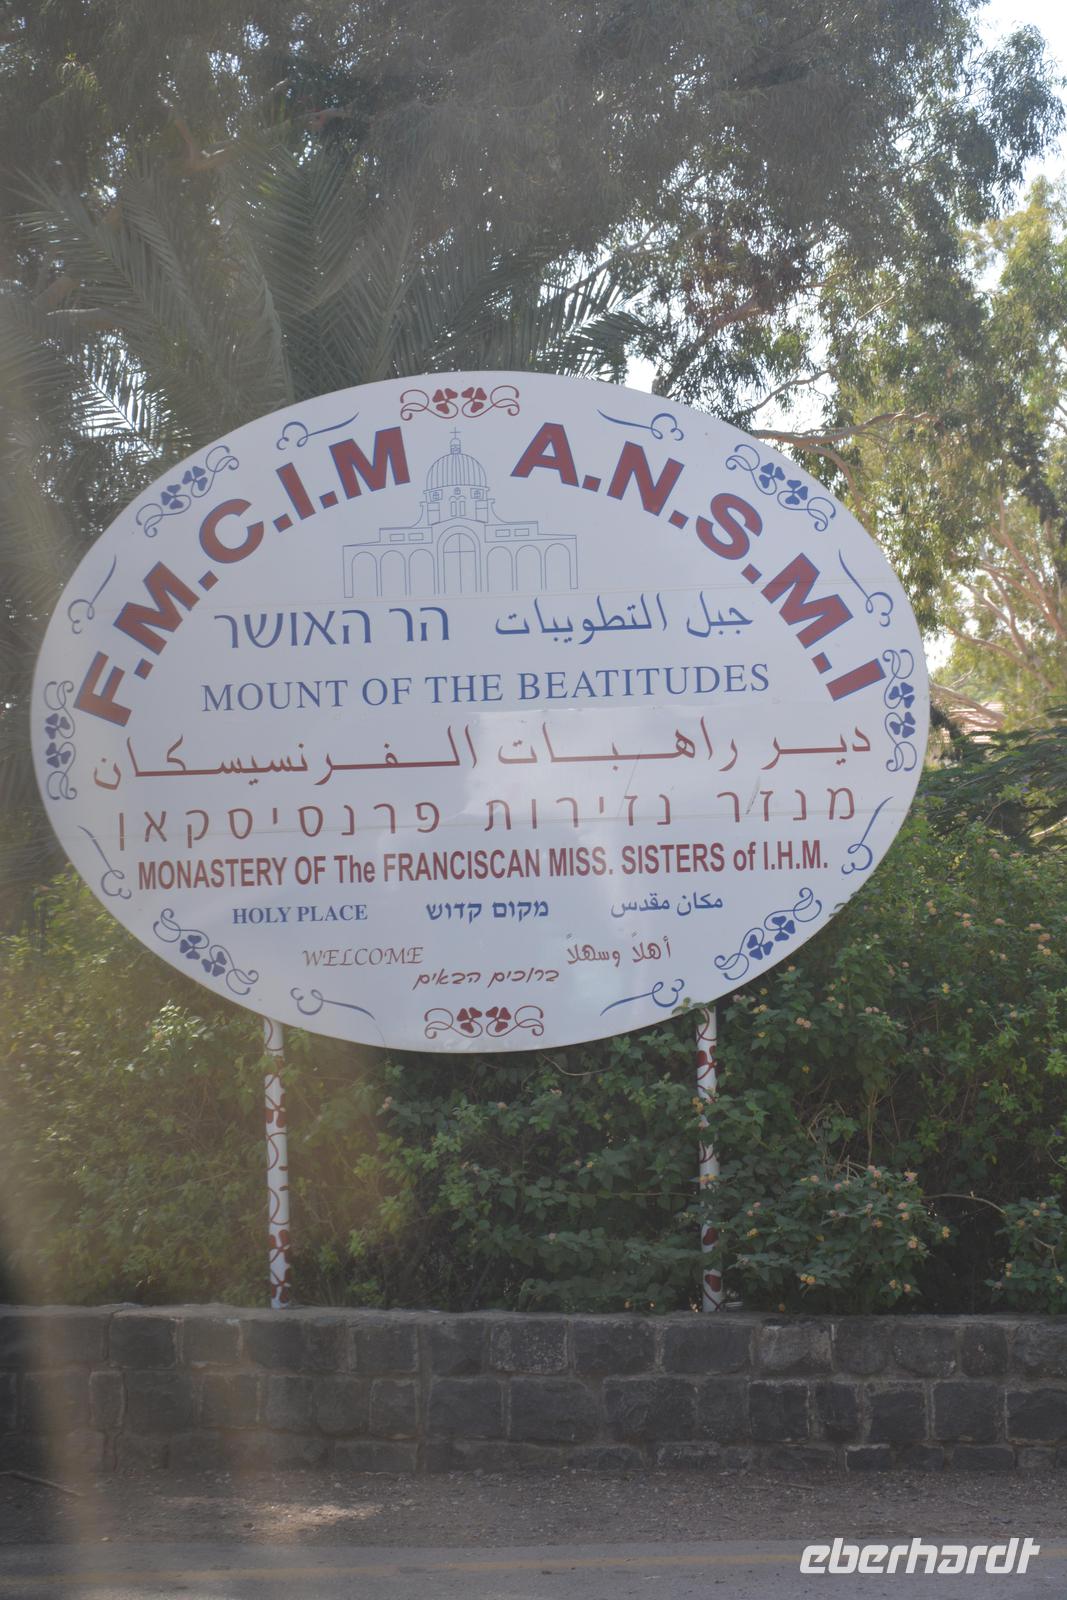 F.M.C.I.M A.N.S.M.I
הר האושר جبل التطويبات
MOUNT OF THE BEATITUDES
دير راهبات الفرنسيسكان
מנזר נזירות פרנסיסקאן
MONASTERY OF The FRANCISCAN MISS. SISTERS of I.H.M.
HOLY PLACE מקום קדוש مكان مقدس
WELCOME أهلاً وسهلاً
ברוכים הבאים
eberhardt